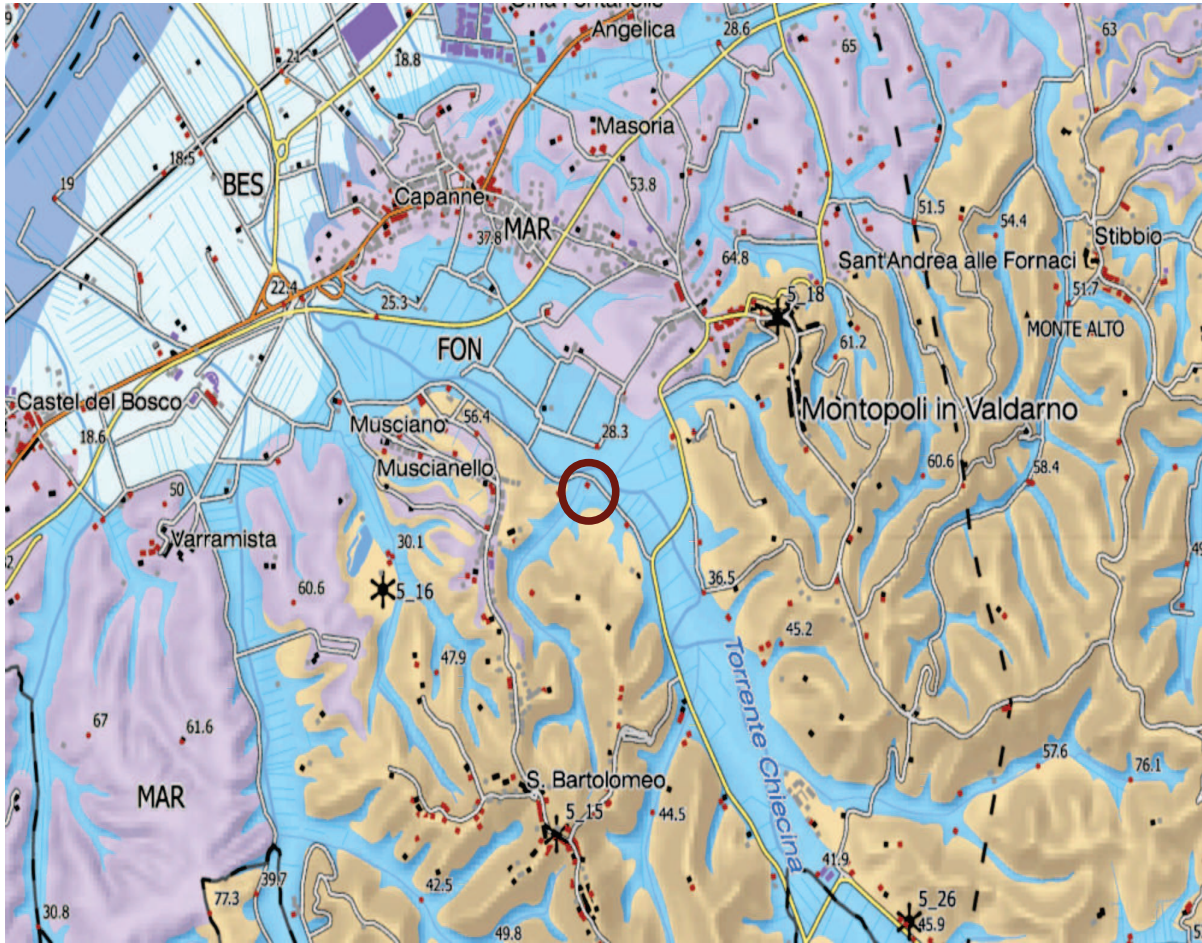 Angelica
28.6
65
63
21
18.8
Masoria
18.5
19
BES
53.8
Capanne
MAR
37.8
51.5
54.4
Stibbio
64.8
Sant'Andrea alle Fornaci
22.4
25.3
5_18
51.7
MONTE ALTO
61.2
FON
Castel del Bosco
Montopoli in Valdarno
56.4
Musciano
18.6
28.3
Muscianello
60.6
58.4
50
Varramista
30.1
36.5
60.6
5_16
45.2
47.9
Torrente Chiecina
67
61.6
57.6
76.1
S. Bartolomeo
MAR
5_15
44.5
41.9
39.7
42.5
77.3
5_26
45.9
30.8
49.8